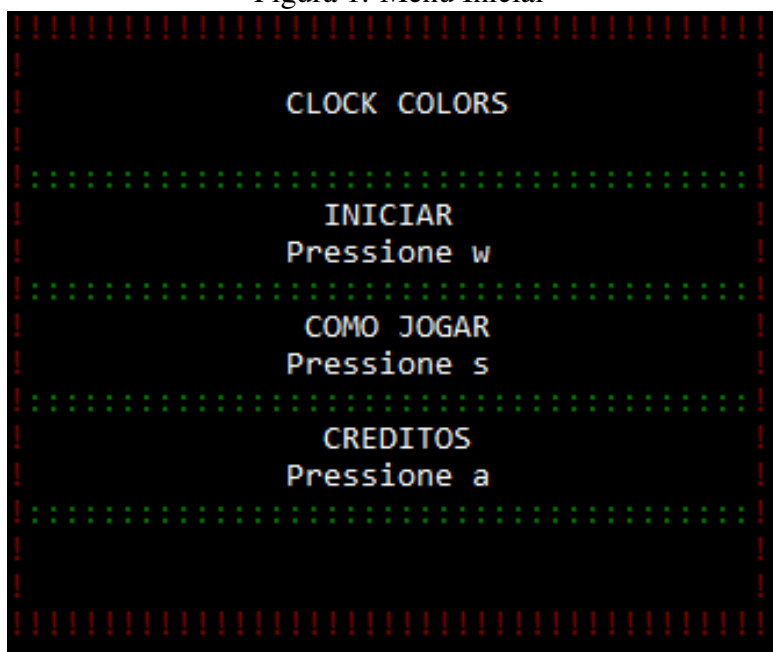 Figura 1: Menu Inicial
CLOCK COLORS
INICIAR
Pressione w
COMO JOGAR
Pressione s
CREDITOS
Pressione a